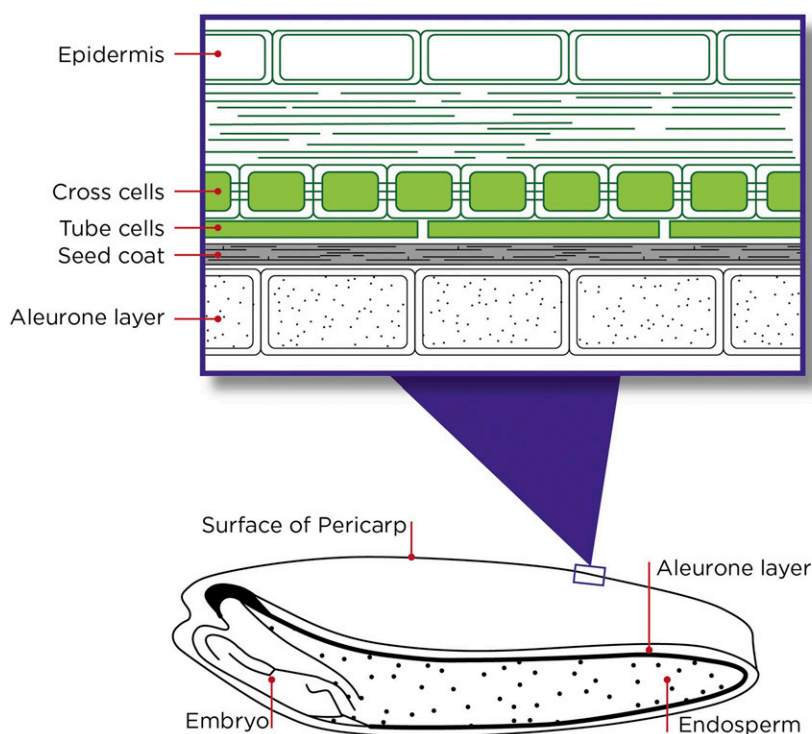 Epidermis
Cross cells
Tube cells
Seed coat
Aleurone layer
Surface of Pericarp
Aleurone layer
Embryo
Endosperm